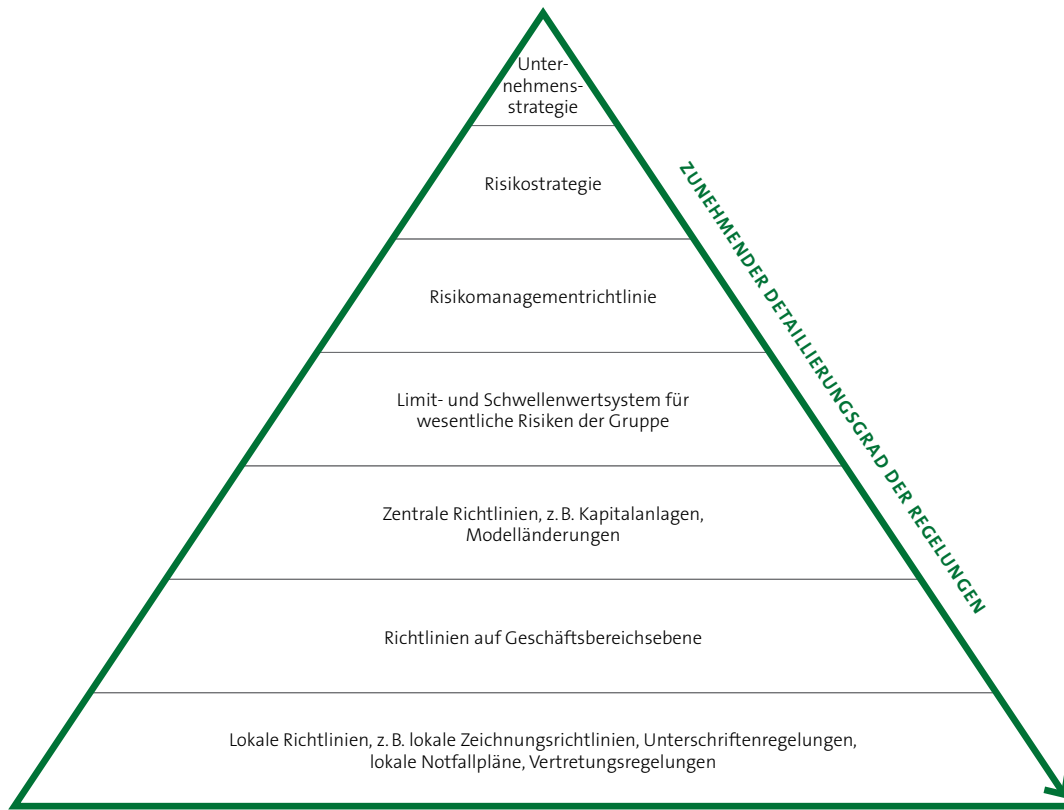 Unter-
nehmens-
strategie
Risikostrategie
ZUNEHMENDER DETAILLIERUNGSGRAD DER REGELUNGEN
Risikomanagementrichtlinie
Limit- und Schwellenwertsystem für
wesentliche Risiken der Gruppe
Zentrale Richtlinien, z. B. Kapitalanlagen,
Modelländerungen
Richtlinien auf Geschäftsbereichsebene
Lokale Richtlinien, z. B. lokale Zeichnungsrichtlinien, Unterschriftenregelungen,
lokale Notfallpläne, Vertretungsregelungen